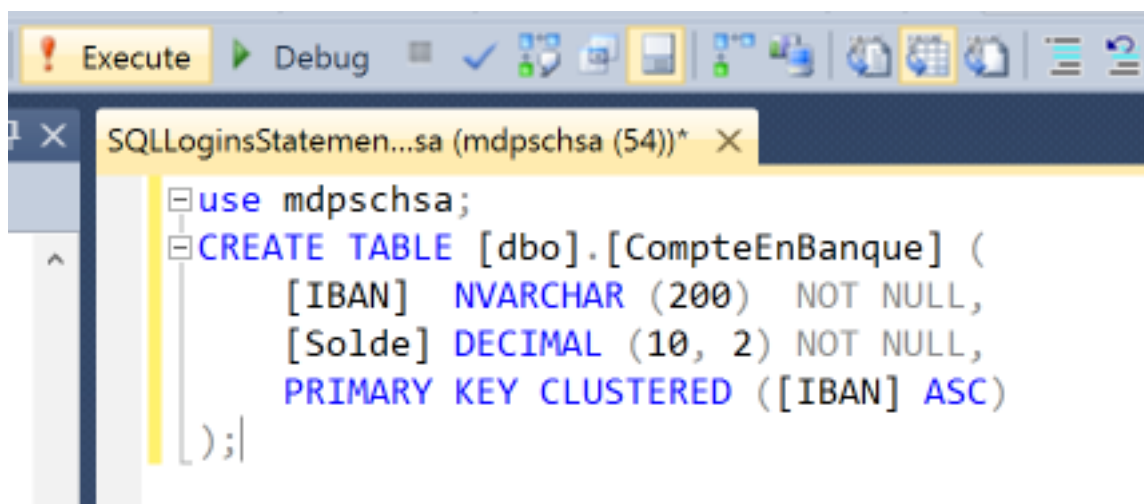 Execute Debug
SQLLoginsStatemen...sa (mdpschsa (54))*
use mdpschsa;
CREATE TABLE [dbo].[CompteEnBanque] (
[IBAN] NVARCHAR (200) NOT NULL,
[Solde] DECIMAL (10, 2) NOT NULL,
PRIMARY KEY CLUSTERED ([IBAN] ASC)
);